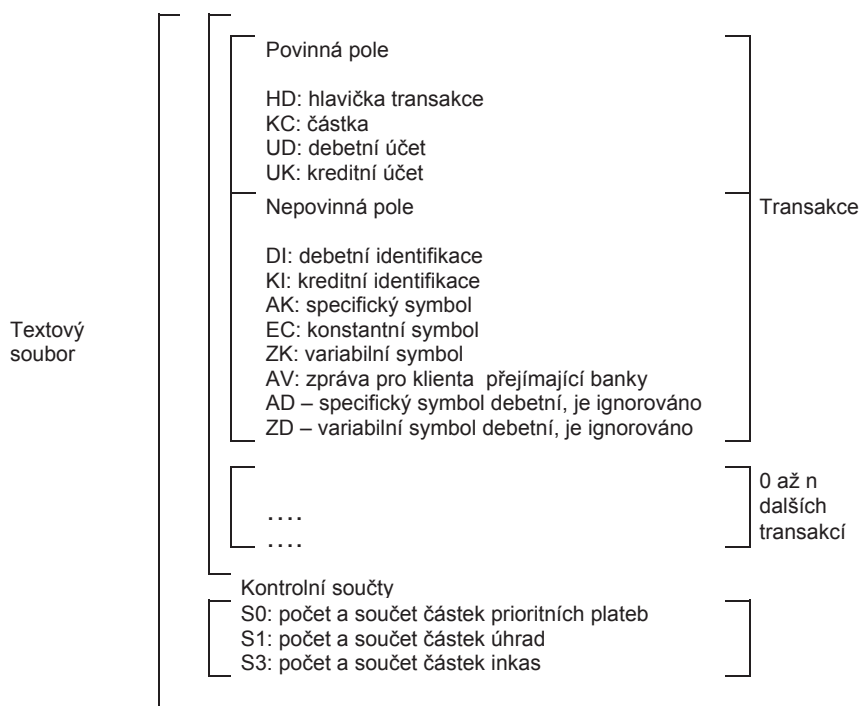 Povinná pole
HD: hlavička transakce
KC: částka
UD: debetní účet
UK: kreditní účet
Nepovinná pole
Transakce
DI: debetní identifikace
KI: kreditní identifikace
AK: specifický symbol
EC: konstantní symbol
ZK: variabilní symbol
AV: zpráva pro klienta  přejímající banky
AD – specifický symbol debetní, je ignorováno
ZD – variabilní symbol debetní, je ignorováno
Textový
soubor
....
....
0 až n
dalších
transakcí
Kontrolní součty
S0: počet a součet částek prioritních plateb
S1: počet a součet částek úhrad
S3: počet a součet částek inkas